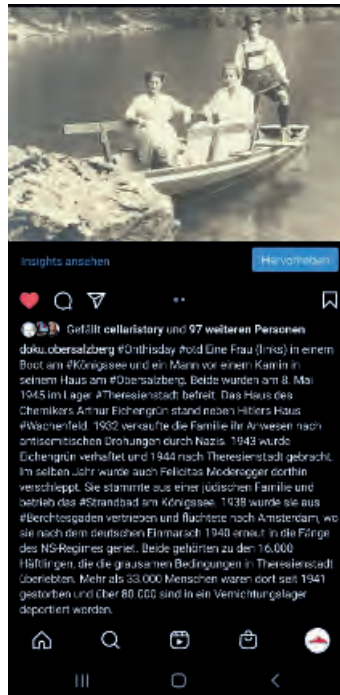 Insights ansehen
Hervorheben
Gefällt cellaristory und 97 weiteren Personen
doku.obersalzberg #Onthisday #otd Eine Frau (links) in einem
Boot am #Königssee und ein Mann vor einem Kamin in
seinem Haus am #Obersalzberg. Beide wurden am 8. Mai
1945 im Lager #Theresienstadt befreit. Das Haus des
Chemikers Arthur Eichengrün stand neben Hitlers Haus
#Wachenfeld. 1932 verkaufte die Familie ihr Anwesen nach
antisemitischen Drohungen durch Nazis. 1943 wurde
Eichengrün verhaftet und 1944 nach Theresienstadt gebracht.
Im selben Jahr wurde auch Felicitas Moderegger dorthin
verschleppt. Sie stammte aus einer jüdischen Familie und
betrieb das #Strandbad am Königssee. 1938 wurde sie aus
#Berchtesgaden vertrieben und flüchtete nach Amsterdam, wo
sie nach dem deutschen Einmarsch 1940 erneut in die Fänge
des NS-Regimes geriet. Beide gehörten zu den 16.000
Häftlingen, die die grausamen Bedingungen in Theresienstadt
überlebten. Mehr als 33.000 Menschen waren dort seit 1941
gestorben und über 80.000 sind in ein Vernichtungslager
deportiert worden.